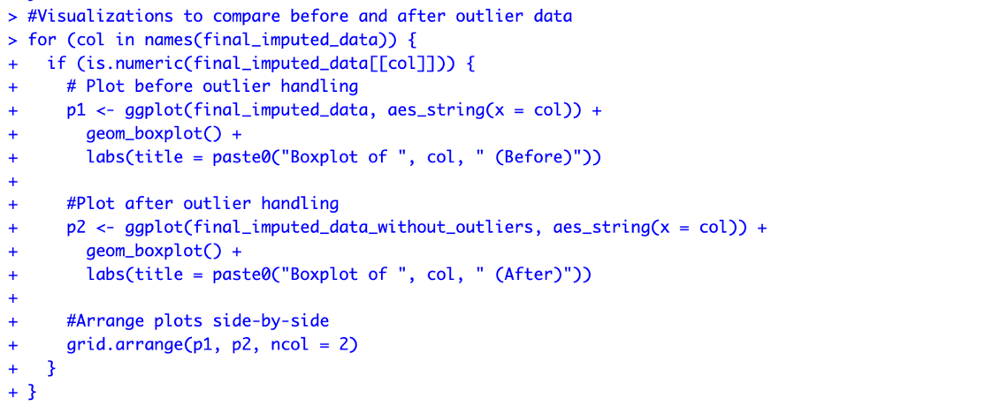 > #Visualizations to compare before and after outlier data
> for (col in names(final_imputed_data)) {
+   if (is.numeric(final_imputed_data[[col]])) {
+     # Plot before outlier handling
+     p1 <- ggplot(final_imputed_data, aes_string(x = col)) +
+       geom_boxplot() +
+       labs(title = paste0("Boxplot of ", col, " (Before)"))
+
+     #Plot after outlier handling
+     p2 <- ggplot(final_imputed_data_without_outliers, aes_string(x = col)) +
+       geom_boxplot() +
+       labs(title = paste0("Boxplot of ", col, " (After)"))
+
+     #Arrange plots side-by-side
+     grid.arrange(p1, p2, ncol = 2)
+   }
+ }